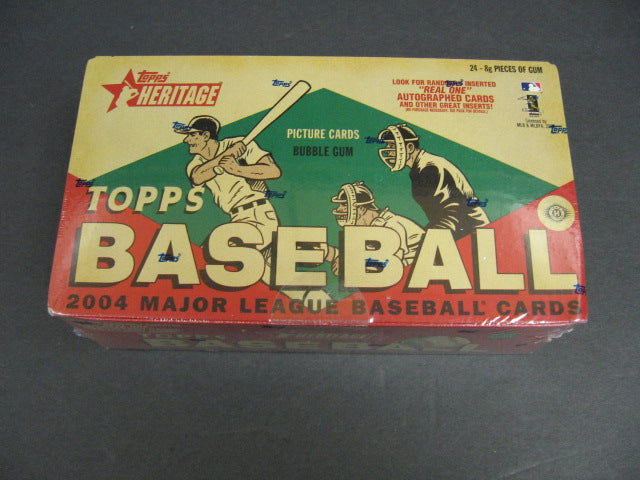 TOPPS
HERITAGE
24 - 8g PIECES OF GUM
LOOK FOR RANDOMLY INSERTED
"REAL ONE"
AUTOGRAPHED CARDS
AND OTHER GREAT INSERTS!
PICTURE CARDS
BUBBLE GUM
TOPPS
BASEBALL
2004 MAJOR LEAGUE BASEBALL CARDS
BASEBALL